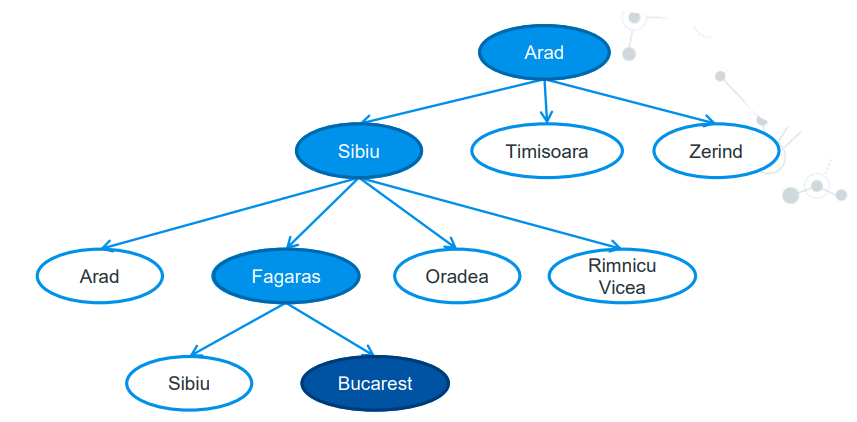 Arad
Sibiu
Timisoara
Zerind
Arad
Fagaras
Oradea
Rimnicu
Vicea
Sibiu
Bucarest